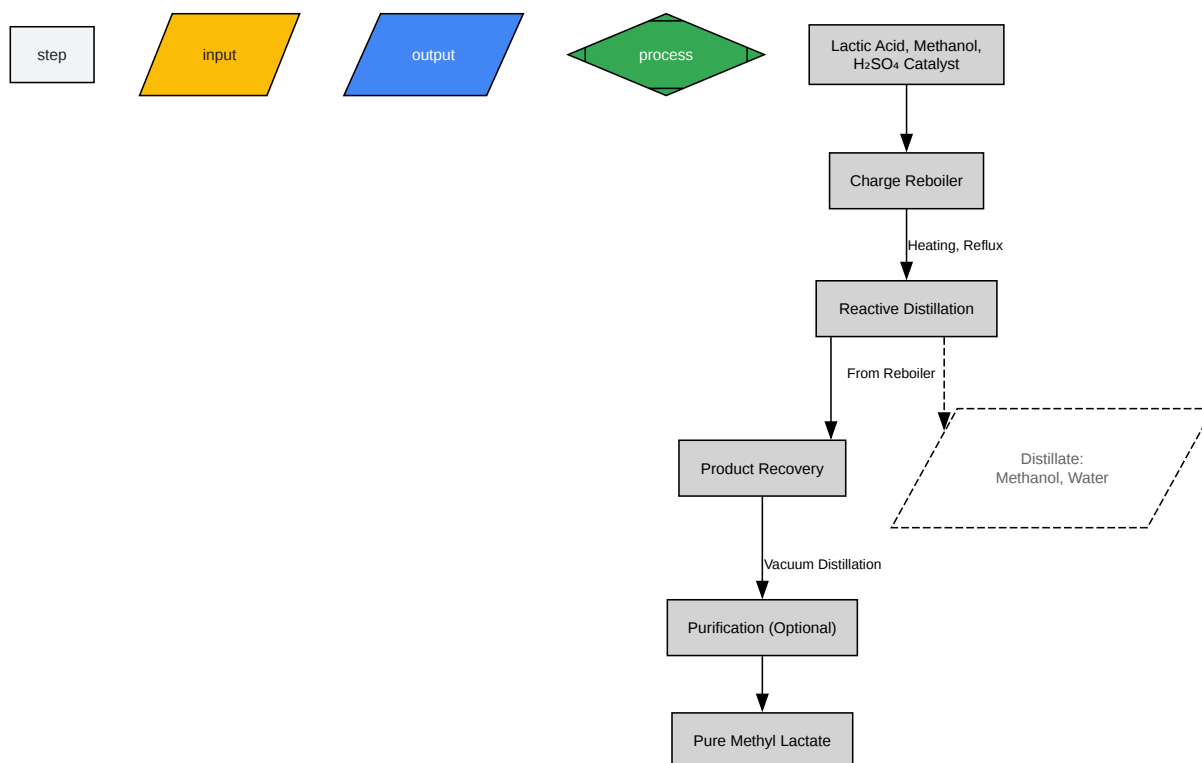 step
input
output
process
Lactic Acid, Methanol,
H₂SO₄ Catalyst
Charge Reboiler
Heating, Reflux
Reactive Distillation
From Reboiler
Product Recovery
Distillate:
Methanol, Water
Vacuum Distillation
Purification (Optional)
Pure Methyl Lactate